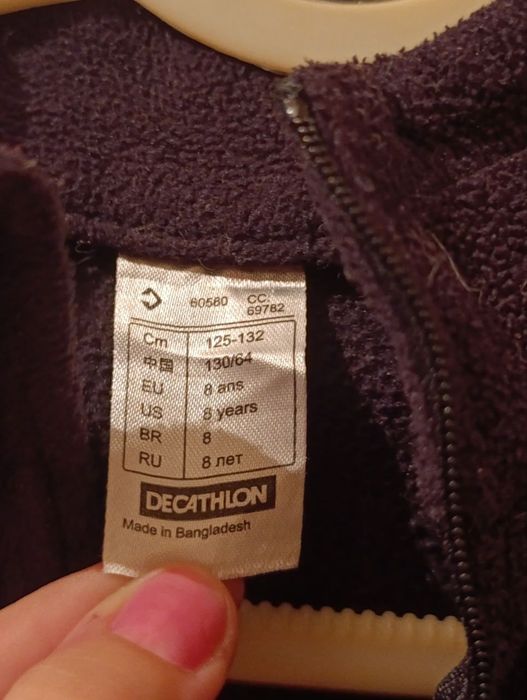 60580 CC: 69782
Cm 125-132
中国 130/64
EU 8 ans
US 8 years
BR 8
RU 8 лет
DECATHLON
Made in Bangladesh